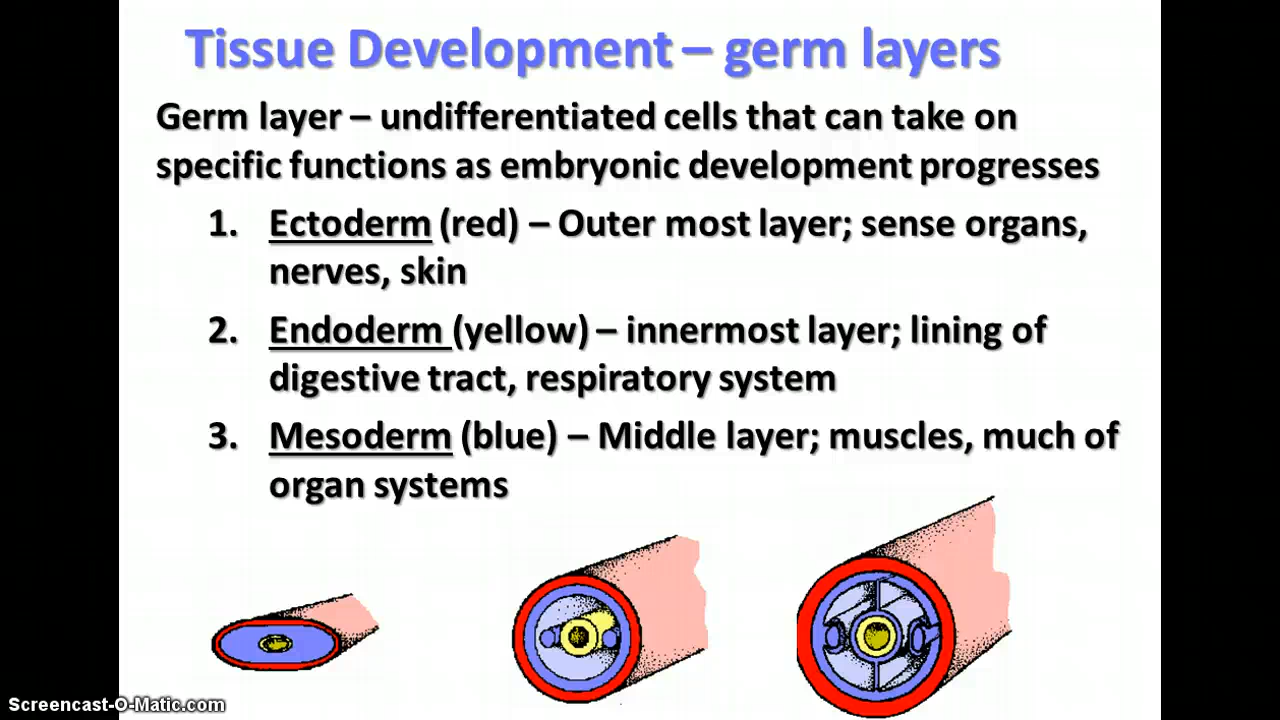 Tissue Development – germ layers
Germ layer – undifferentiated cells that can take on
specific functions as embryonic development progresses
1. Ectoderm (red) – Outer most layer; sense organs,
nerves, skin
2. Endoderm (yellow) – innermost layer; lining of
digestive tract, respiratory system
3. Mesoderm (blue) – Middle layer; muscles, much of
organ systems
Screencast-O-Matic.com